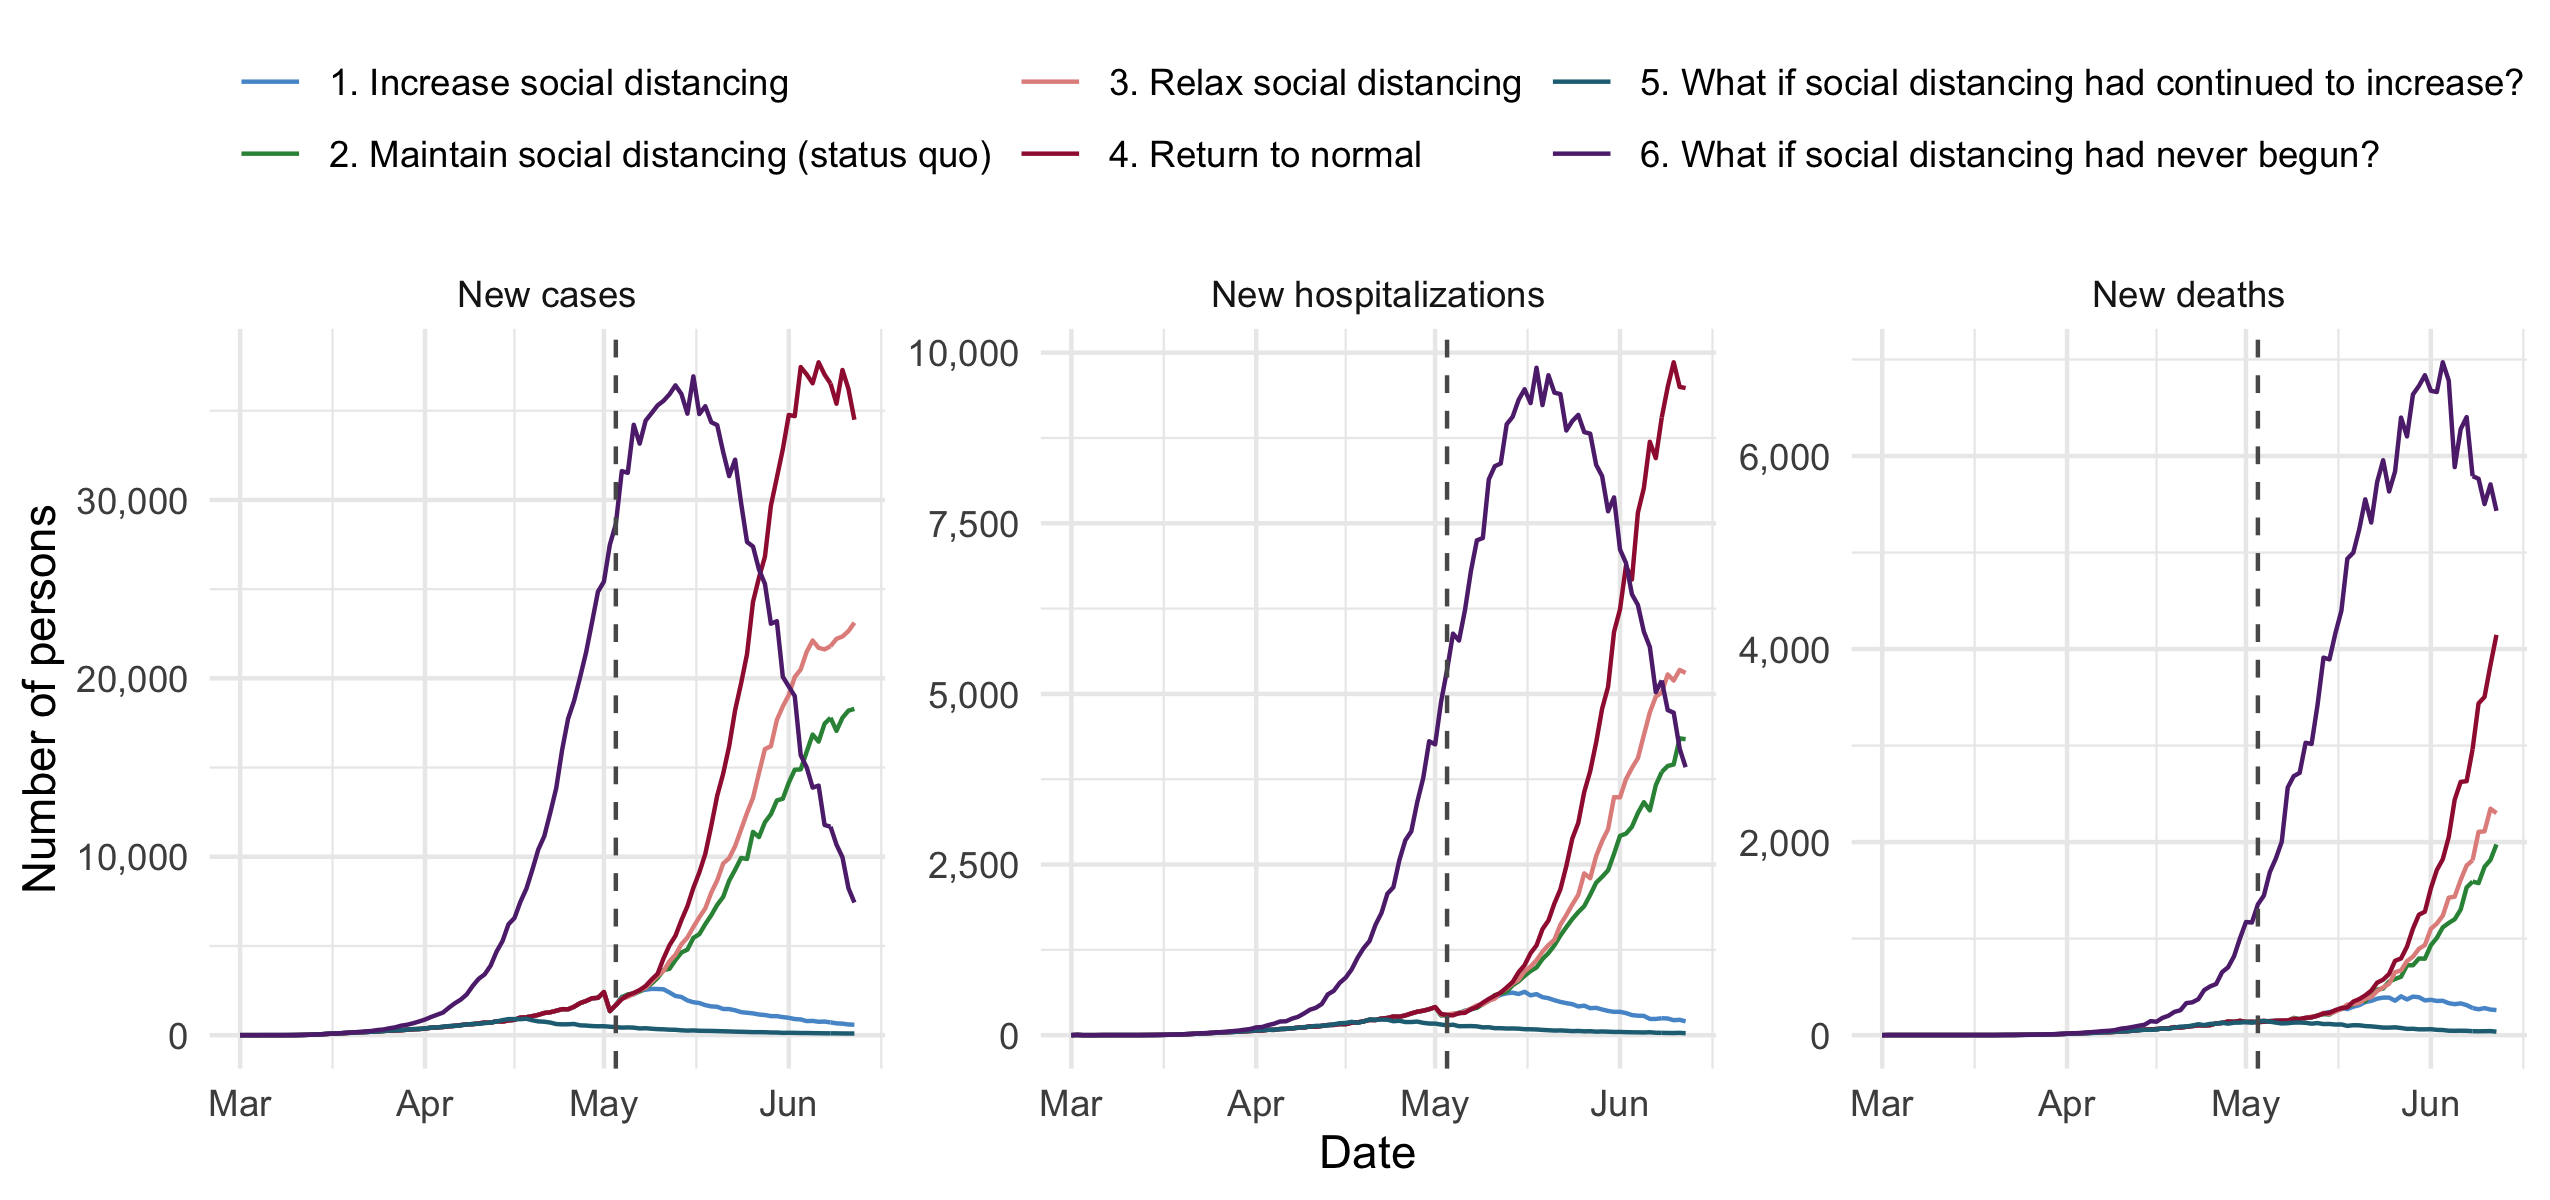 1. Increase social distancing
3. Relax social distancing
5. What if social distancing had continued to increase?
2. Maintain social distancing (status quo)
4. Return to normal
6. What if social distancing had never begun?
New cases
New hospitalizations
New deaths
Number of persons
30,000
20,000
10,000
0
Mar Apr May Jun
10,000
7,500
5,000
2,500
0
Mar Apr May Jun
6,000
4,000
2,000
0
Mar Apr May Jun
Date